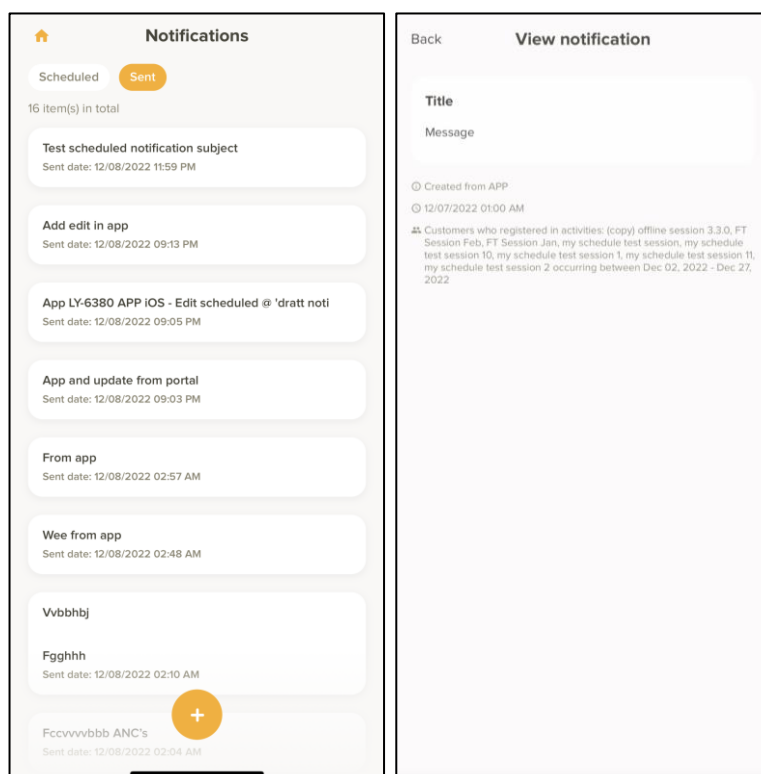 Notifications
Scheduled
Sent
16 item(s) in total
Test scheduled notification subject
Sent date: 12/08/2022 11:59 PM
Add edit in app
Sent date: 12/08/2022 09:13 PM
App LY-6380 APP iOS - Edit scheduled @ 'dratt noti
Sent date: 12/08/2022 09:05 PM
App and update from portal
Sent date: 12/08/2022 09:03 PM
From app
Sent date: 12/08/2022 02:57 AM
Wee from app
Sent date: 12/08/2022 02:48 AM
Vvbbhbj
Fgghhh
Sent date: 12/08/2022 02:10 AM
+
Fccvvvvbbb ANC's
Sent date: 12/08/2022 02:04 AM
Back
View notification
Title
Message
Created from APP
12/07/2022 01:00 AM
Customers who registered in activities: (copy) offline session 3.3.0, FT
Session Feb, FT Session Jan, my schedule test session, my schedule
test session 10, my schedule test session 1, my schedule test session 11,
my schedule test session 2 occurring between Dec 02, 2022 - Dec 27,
2022